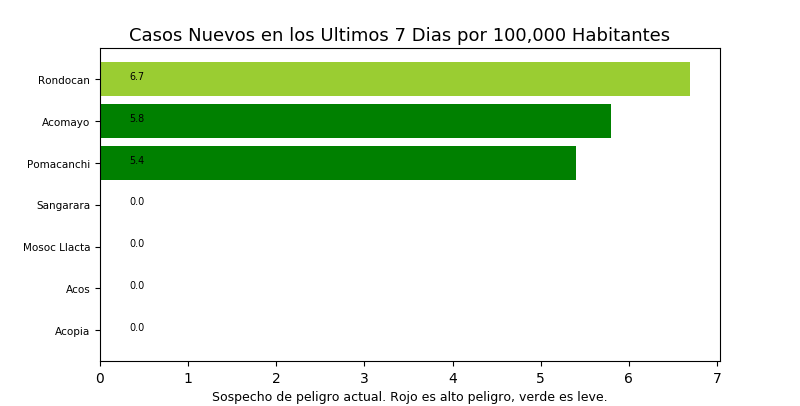 Casos Nuevos en los Ultimos 7 Dias por 100,000 Habitantes
Rondocan 6.7
Acomayo 5.8
Pomacanchi 5.4
Sangarara 0.0
Mosoc Llacta 0.0
Acos 0.0
Acopia 0.0
0 1 2 3 4 5 6 7
Sospecho de peligro actual. Rojo es alto peligro, verde es leve.